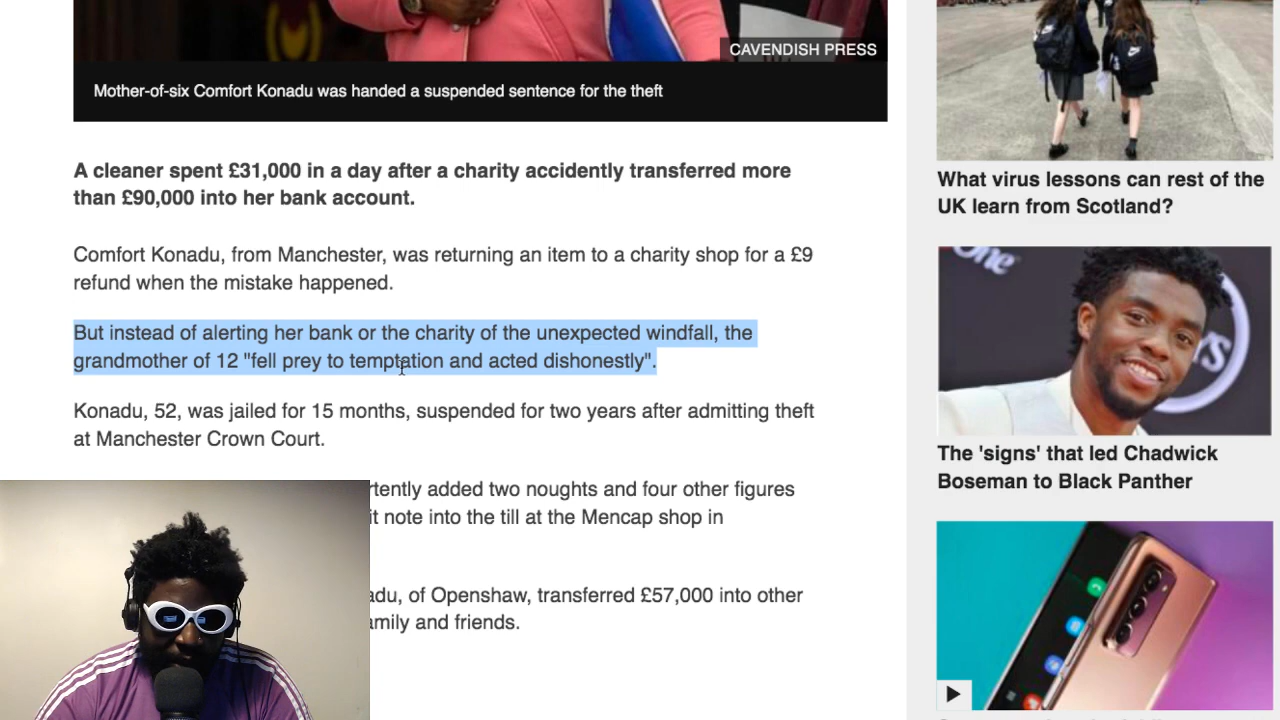 CAVENDISH PRESS
Mother-of-six Comfort Konadu was handed a suspended sentence for the theft
A cleaner spent £31,000 in a day after a charity accidently transferred more
than £90,000 into her bank account.
Comfort Konadu, from Manchester, was returning an item to a charity shop for a £9
refund when the mistake happened.
But instead of alerting her bank or the charity of the unexpected windfall, the
grandmother of 12 "fell prey to temptation and acted dishonestly".
Konadu, 52, was jailed for 15 months, suspended for two years after admitting theft
at Manchester Crown Court.
rtently added two noughts and four other figures
it note into the till at the Mencap shop in
adu, of Openshaw, transferred £57,000 into other
amily and friends.
One
What virus lessons can rest of the
UK learn from Scotland?
The 'signs' that led Chadwick
Boseman to Black Panther